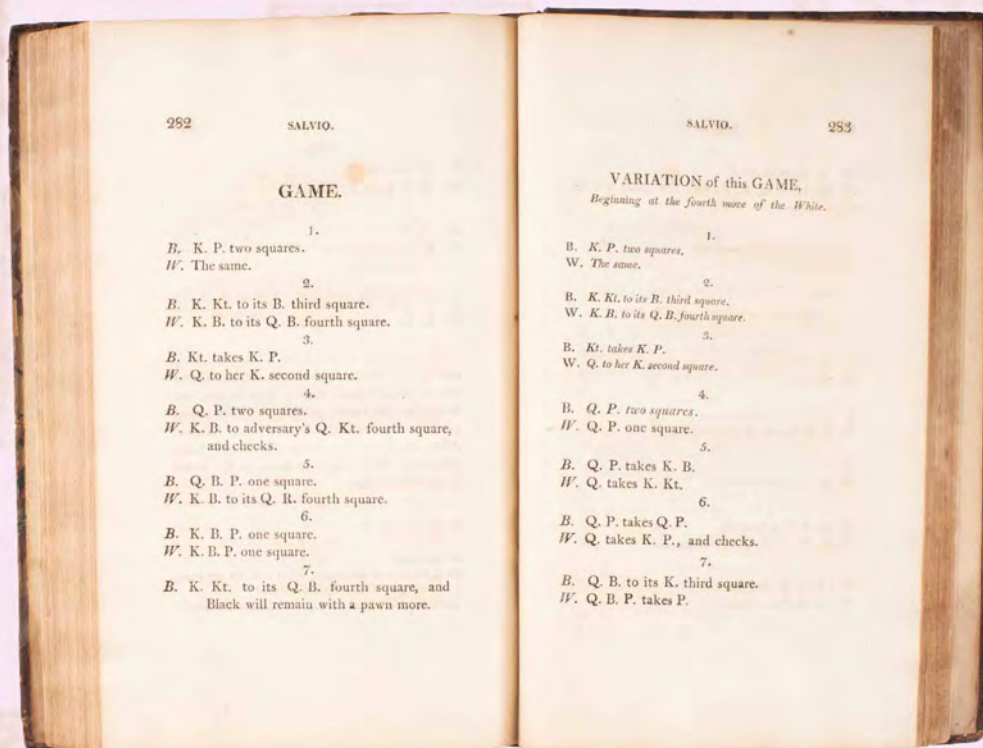 282
SALVIO.
GAME.
1.
B. K. P. two squares.
W. The same.
2.
B. K. Kt. to its B. third square.
W. K. B. to its Q. B. fourth square.
3.
B. Kt. takes K. P.
W. Q. to her K. second square.
4.
B. Q. P. two squares.
W. K. B. to adversary's Q. Kt. fourth square,
and checks.
5.
B. Q. B. P. one square.
W. K. B. to its Q. R. fourth square.
6.
B. K. B. P. one square.
W. K. B. P. one square.
7.
B. K. Kt. to its Q. B. fourth square, and
Black will remain with a pawn more.
SALVIO.
283
VARIATION of this GAME,
Beginning at the fourth move of the White.
1.
B. K. P. two squares.
W. The same.
2.
B. K. Kt. to its B. third square.
W. K. B. to its Q. B. fourth square.
3.
B. Kt. takes K. P.
W. Q. to her K. second square.
4.
B. Q. P. two squares.
W. Q. P. one square.
5.
B. Q. P. takes K. B.
W. Q. takes K. Kt.
6.
B. Q. P. takes Q. P.
W. Q. takes K. P., and checks.
7.
B. Q. B. to its K. third square.
W. Q. B. P. takes P.